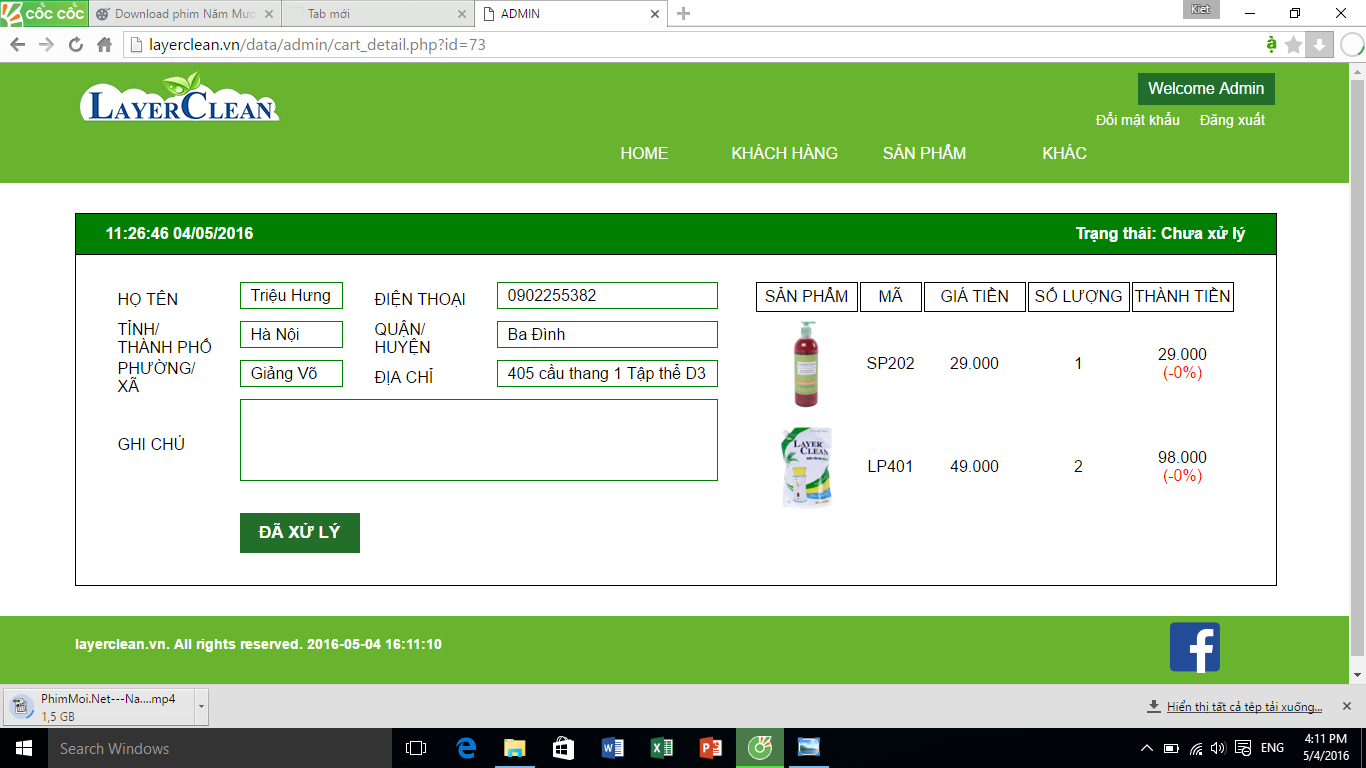 cốc cốc
Download phim Năm Mươ
Tab mới
ADMIN
Kiet
layerclean.vn/data/admin/cart_detail.php?id=73
LAYERCLEAN
Welcome Admin
Đổi mật khẩu Đăng xuất
HOME KHÁCH HÀNG SẢN PHẨM KHÁC
11:26:46 04/05/2016 Trạng thái: Chưa xử lý
HỌ TÊN Triệu Hưng ĐIỆN THOẠI 0902255382
TỈNH/
THÀNH PHỐ
Hà Nội
QUẬN/
HUYỆN
Ba Đình
PHƯỜNG/
XÃ
Giảng Võ
ĐỊA CHỈ
405 cầu thang 1 Tập thể D3
GHI CHÚ
ĐÃ XỬ LÝ
SẢN PHẨM MÃ GIÁ TIỀN SỐ LƯỢNG THÀNH TIỀN
SP202 29.000 1 29.000
(-0%)
LAYER
CLEAN
LP401 49.000 2 98.000
(-0%)
layerclean.vn. All rights reserved. 2016-05-04 16:11:10
PhimMoi.Net---Na....mp4
1,5 GB
Hiển thị tất cả tệp tải xuống...
Search Windows
ENG
4:11 PM
5/4/2016